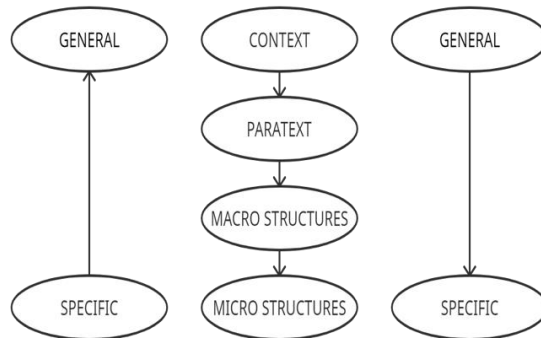 GENERAL CONTEXT GENERAL
PARATEXT
MACRO STRUCTURES
SPECIFIC MICRO STRUCTURES SPECIFIC